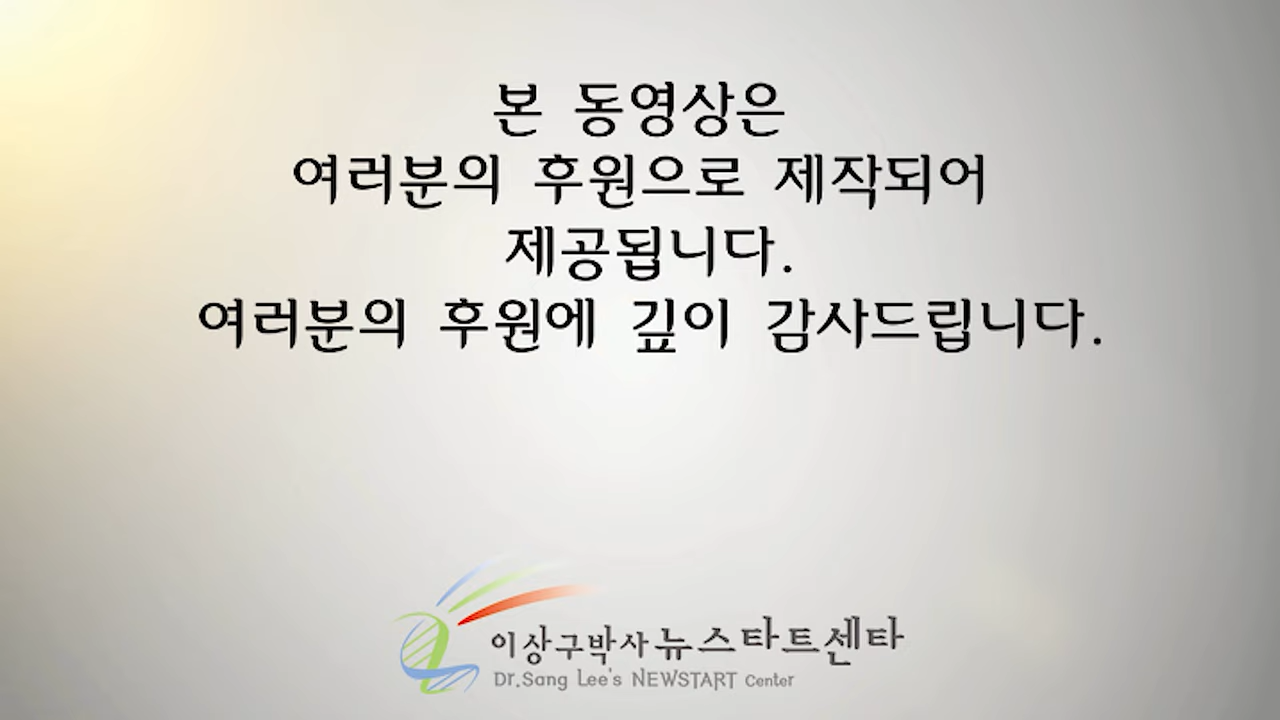 본 동영상은
여러분의 후원으로 제작되어
제공됩니다.
여러분의 후원에 깊이 감사드립니다.
이상구박사 뉴스타트센타
Dr.Sang Lee's NEWSTART Center